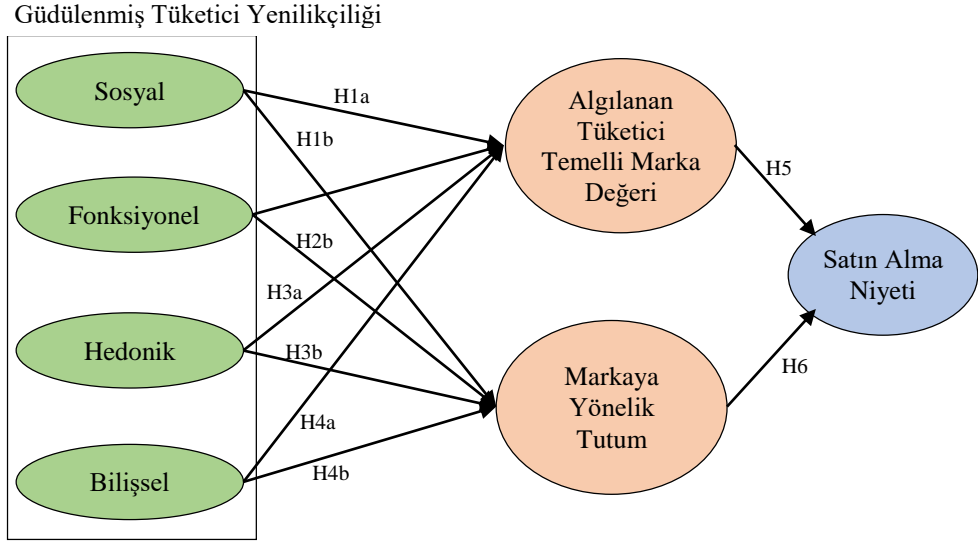 Güdülenmiş Tüketici Yenilikçiliği
Sosyal
Fonksiyonel
Hedonik
Bilişsel
H1a
H1b
H2b
H3a
H3b
H4a
H4b
Algılanan
Tüketici
Temelli Marka
Değeri
Markaya
Yönelik
Tutum
H5
H6
Satın Alma
Niyeti